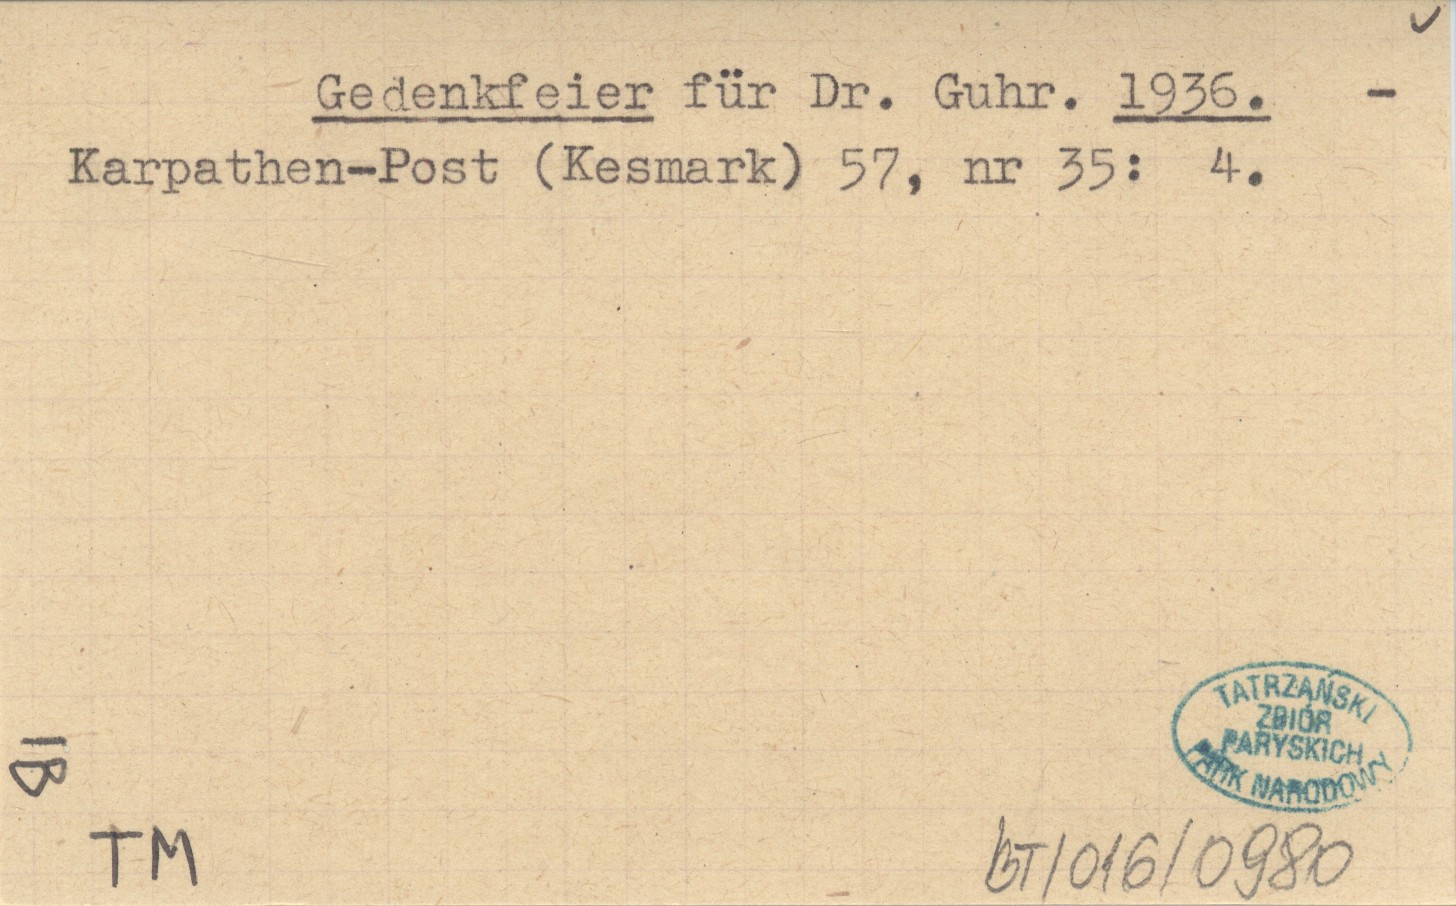 Gedenkfeier für Dr. Guhr. 1936. -
Karpathen-Post (Kesmark) 57, nr 35: 4.
TATRZAŃSKI
ZBIÓR
PARYSKICH
PARK NARODOWY
IB
TM
BT/016/0980